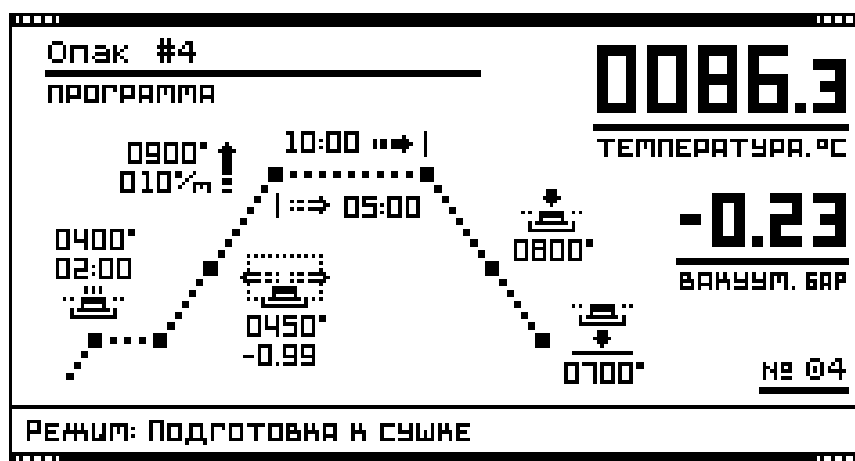 Опак #4
ПРОГРАММА
0086.3
ТЕМПЕРАТУРА.°C
0900°
010°/м
10:00
05:00
0400°
02:00
0450°
-0.99
0800°
0700°
-0.23
ВАКУУМ. БАР
№ 04
Режим: Подготовка к сушке